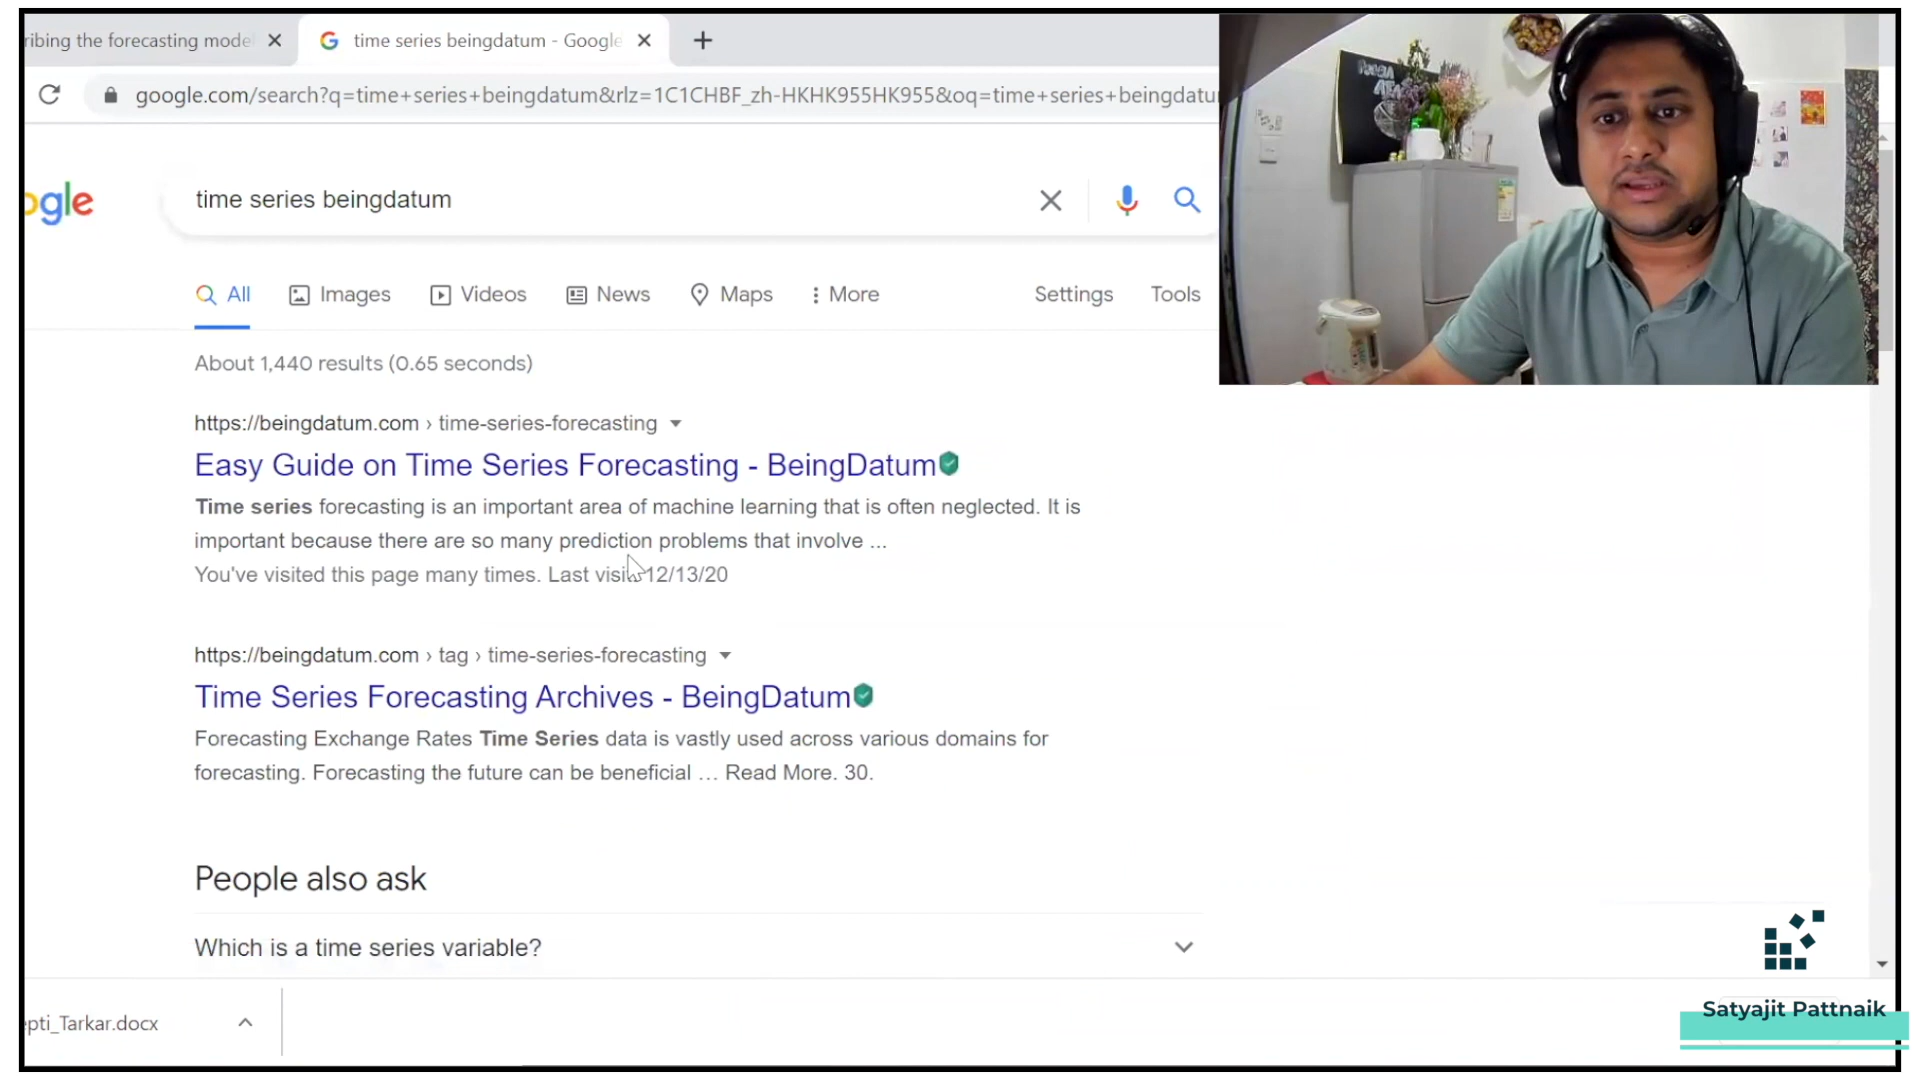 ribing the forecasting mode
time series beingdatum - Google
google.com/search?q=time+series+beingdatum&rlz=1C1CHBF_zh-HKHK955HK955&oq=time+series+beingdatu
ogle
time series beingdatum
All
Images
Videos
News
Maps
More
Settings
Tools
About 1,440 results (0.65 seconds)
https://beingdatum.com › time-series-forecasting
Easy Guide on Time Series Forecasting - BeingDatum
Time series forecasting is an important area of machine learning that is often neglected. It is
important because there are so many prediction problems that involve ...
You've visited this page many times. Last visit: 12/13/20
https://beingdatum.com › tag › time-series-forecasting
Time Series Forecasting Archives - BeingDatum
Forecasting Exchange Rates Time Series data is vastly used across various domains for
forecasting. Forecasting the future can be beneficial … Read More. 30.
People also ask
Which is a time series variable?
epti_Tarkar.docx
Satyajit Pattnaik